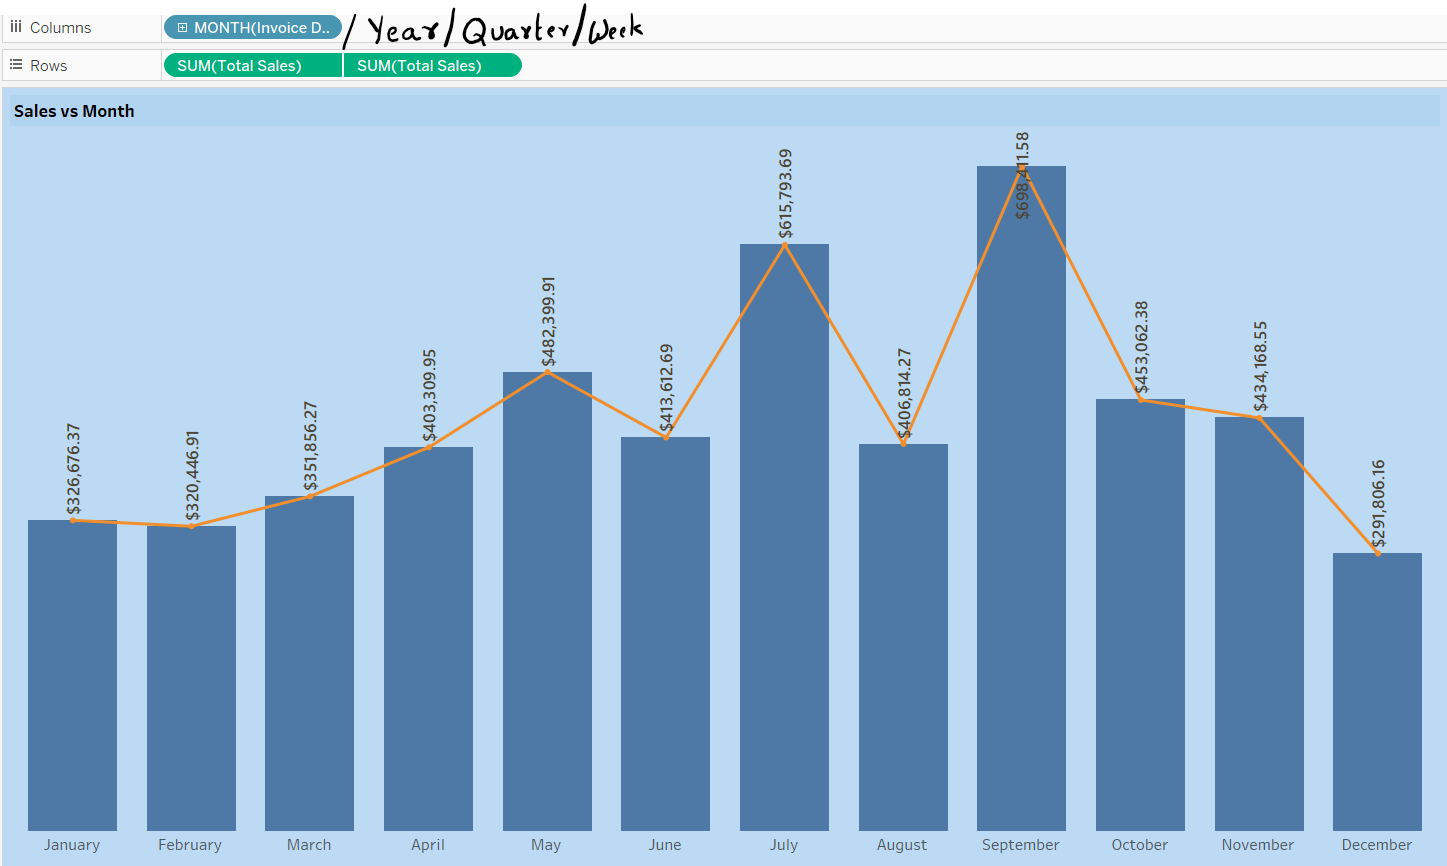 Columns MONTH(Invoice D.. / Year/Quarter/Week
Rows SUM(Total Sales) SUM(Total Sales)
Sales vs Month
$326,676.37 $320,446.91 $351,856.27 $403,309.95 $482,399.91 $413,612.69 $615,793.69 $406,814.27 $698,411.58 $453,062.38 $434,168.55 $291,806.16
January February March April May June July August September October November December